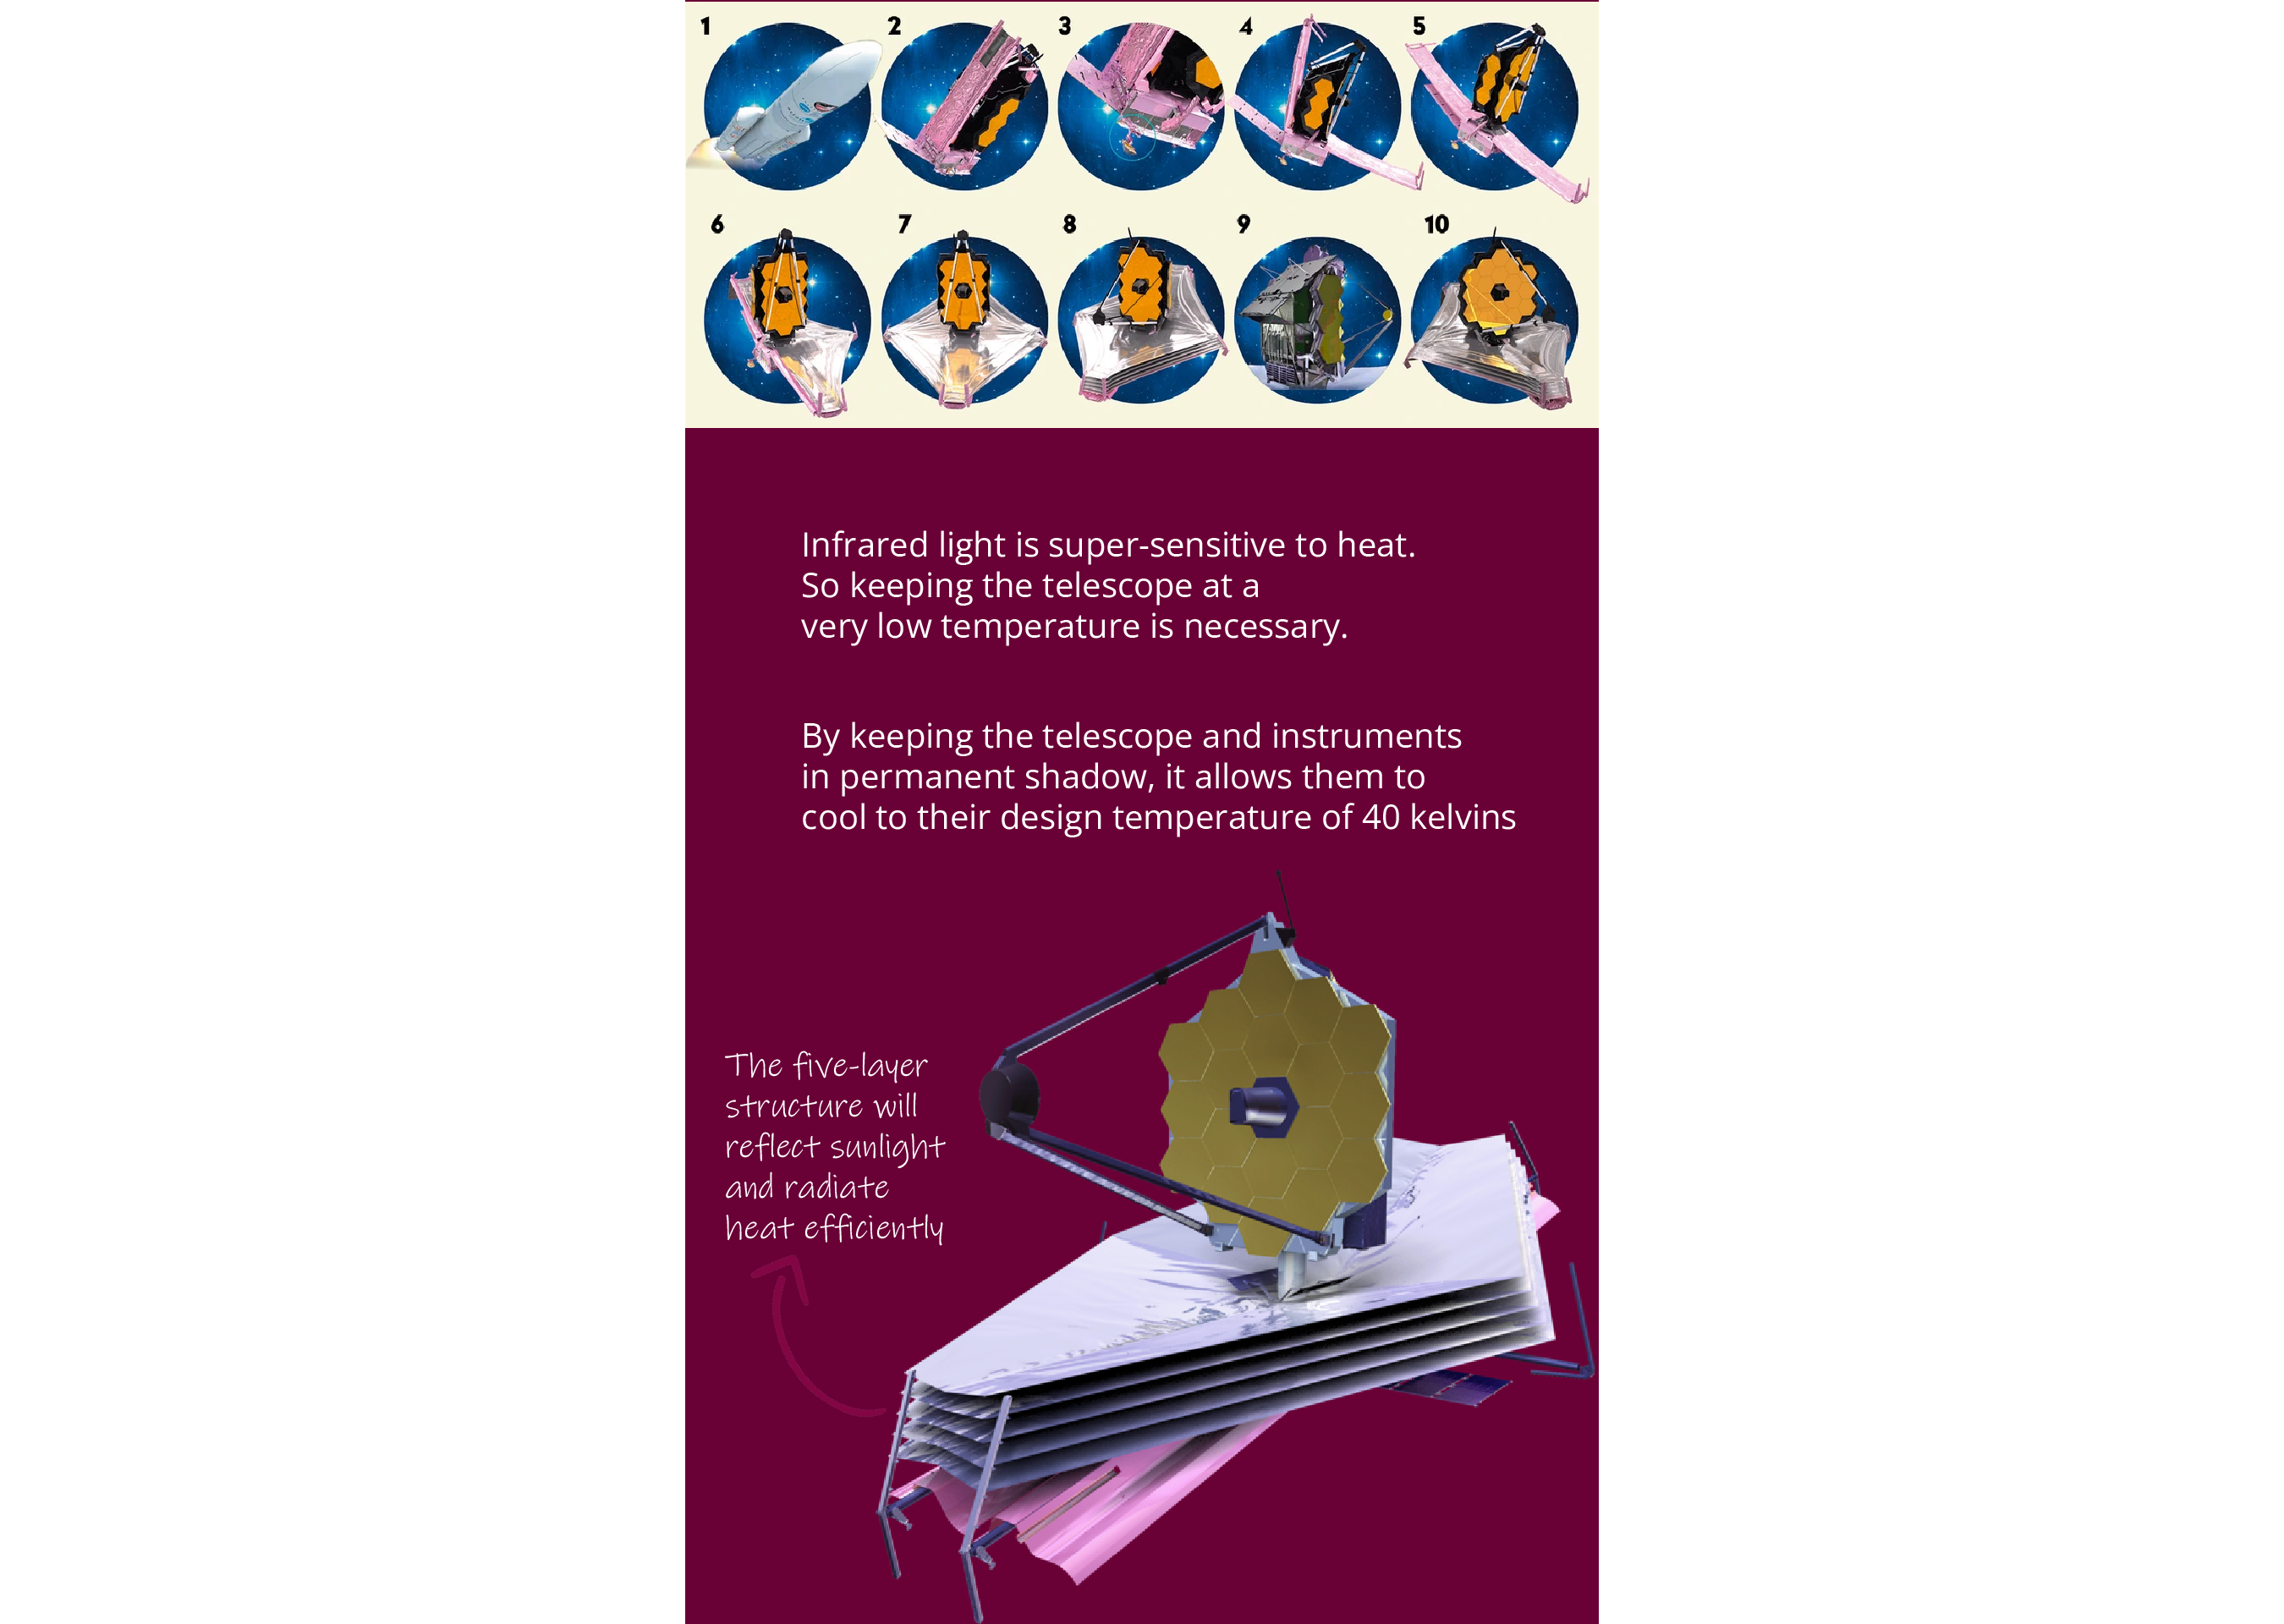 1 2 3 4 5
6 7 8 9 10
Infrared light is super-sensitive to heat.
So keeping the telescope at a
very low temperature is necessary.
By keeping the telescope and instruments
in permanent shadow, it allows them to
cool to their design temperature of 40 kelvins
The five-layer
structure will
reflect sunlight
and radiate
heat efficiently